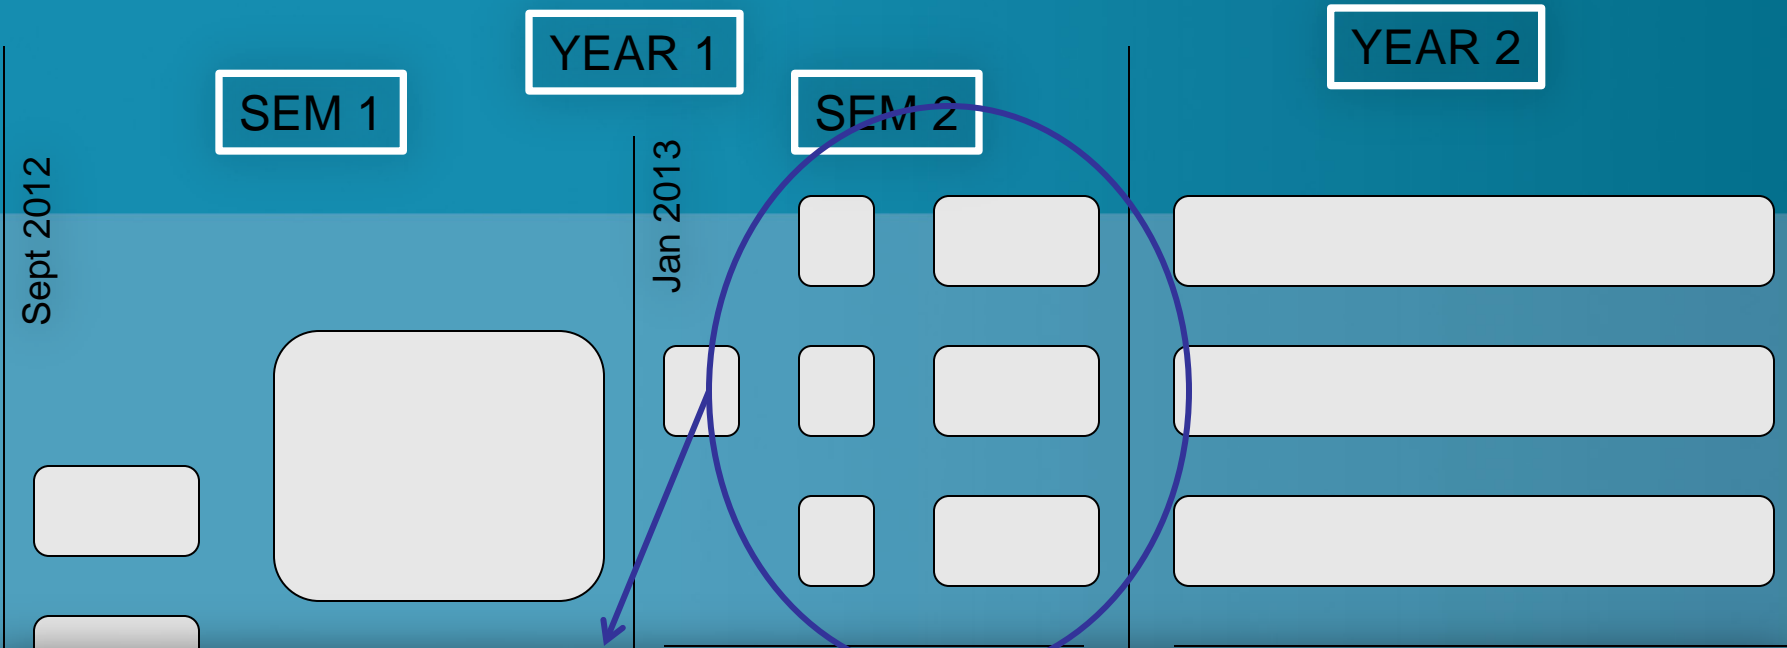 YEAR 1
YEAR 2
SEM 1
SEM 2
Sept 2012
Jan 2013